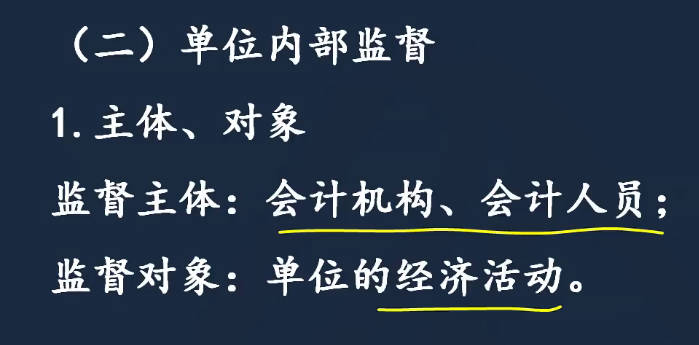 （二）单位内部监督
1.主体、对象
监督主体：会计机构、会计人员；
监督对象：单位的经济活动。